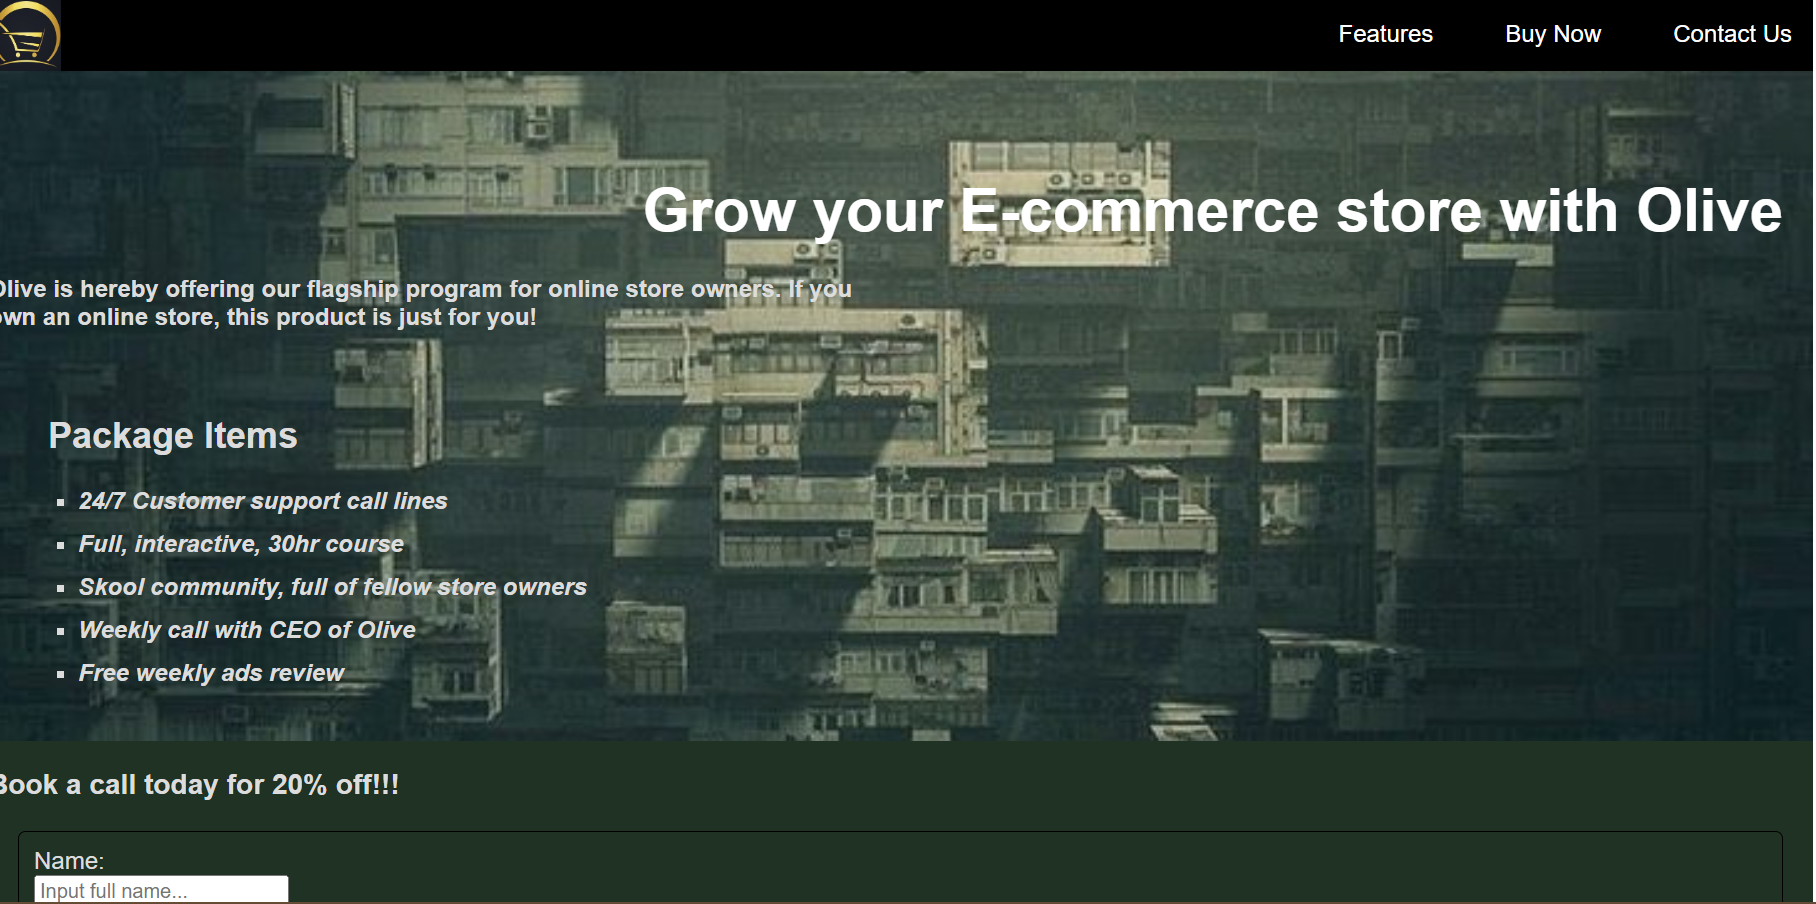 Features
Buy Now
Contact Us
Grow your E-commerce store with Olive
Olive is hereby offering our flagship program for online store owners. If you
own an online store, this product is just for you!
Package Items
24/7 Customer support call lines
Full, interactive, 30hr course
Skool community, full of fellow store owners
Weekly call with CEO of Olive
Free weekly ads review
Book a call today for 20% off!!!
Name:
Input full name...